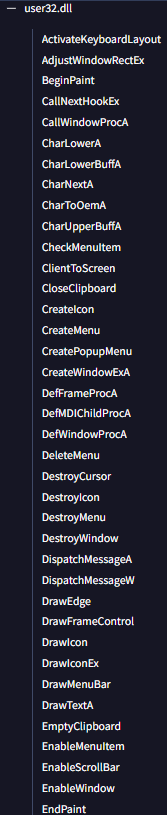 user32.dll
ActivateKeyboardLayout
AdjustWindowRectEx
BeginPaint
CallNextHookEx
CallWindowProcA
CharLowerA
CharLowerBuffA
CharNextA
CharToOemA
CharUpperBuffA
CheckMenuItem
ClientToScreen
CloseClipboard
CreateIcon
CreateMenu
CreatePopupMenu
CreateWindowExA
DefFrameProcA
DefMDIChildProcA
DefWindowProcA
DeleteMenu
DestroyCursor
DestroyIcon
DestroyMenu
DestroyWindow
DispatchMessageA
DispatchMessageW
DrawEdge
DrawFrameControl
DrawIcon
DrawIconEx
DrawMenuBar
DrawTextA
EmptyClipboard
EnableMenuItem
EnableScrollBar
EnableWindow
EndPaint